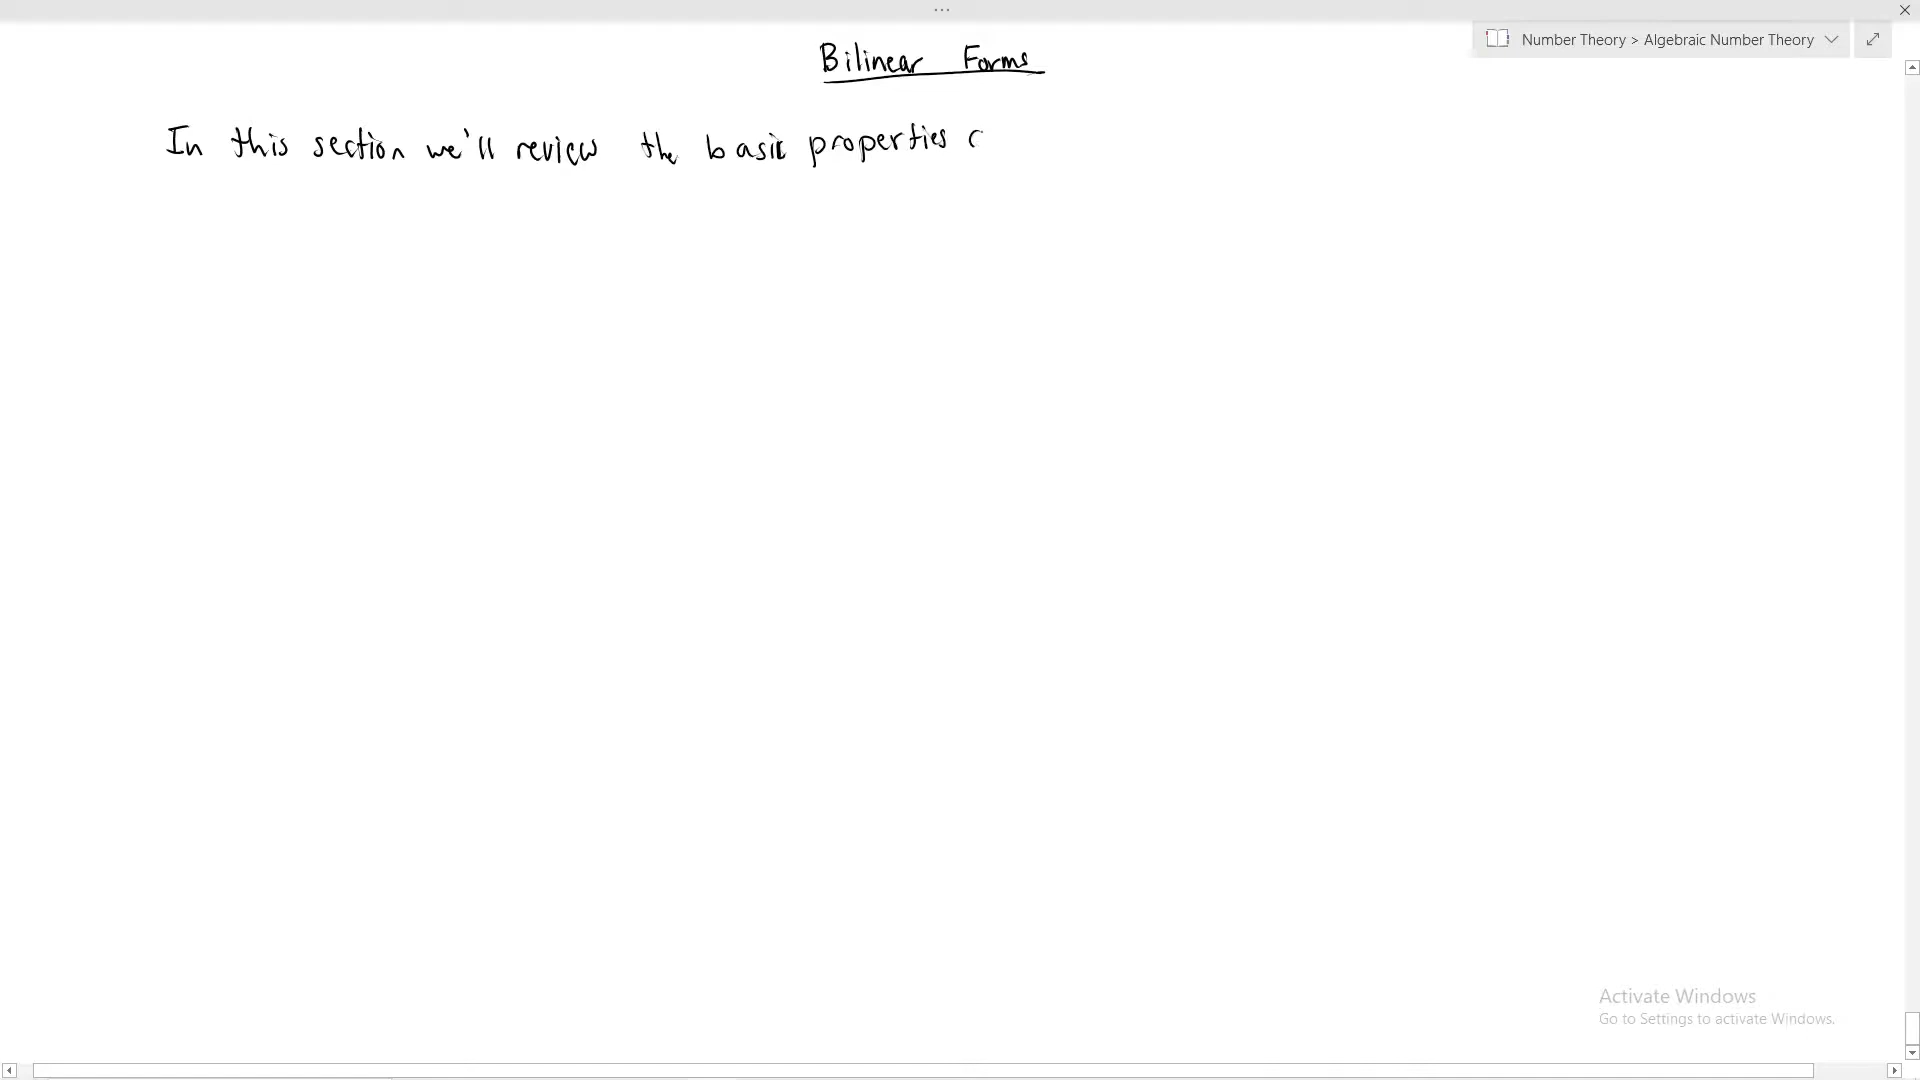 ...
Number Theory > Algebraic Number Theory
Bilinear Forms
In this section we'll review the basic properties
Activate Windows
Go to Settings to activate Windows.